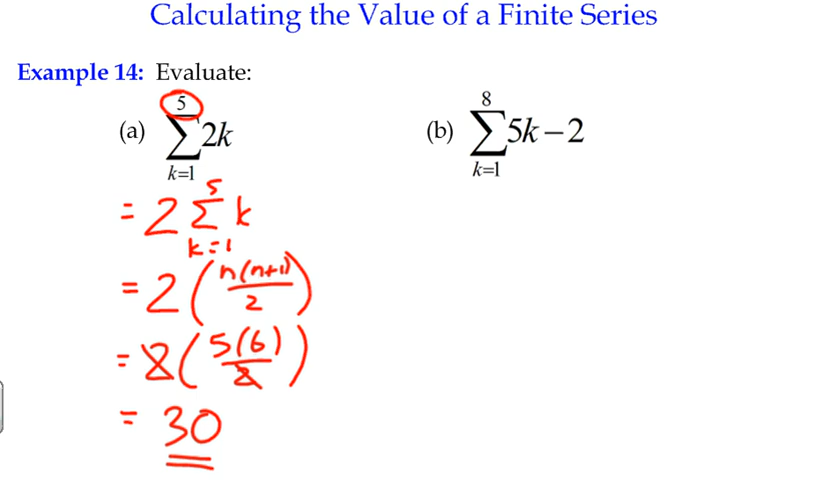 Calculating the Value of a Finite Series
Example 14: Evaluate:
(a) 5 ∑ k=1 2k
(b) 8 ∑ k=1 5k – 2
= 2 5 ∑ k=1 k
= 2 ( n(n+1) / 2 )
= 2 ( 5(6) / 2 )
= 30